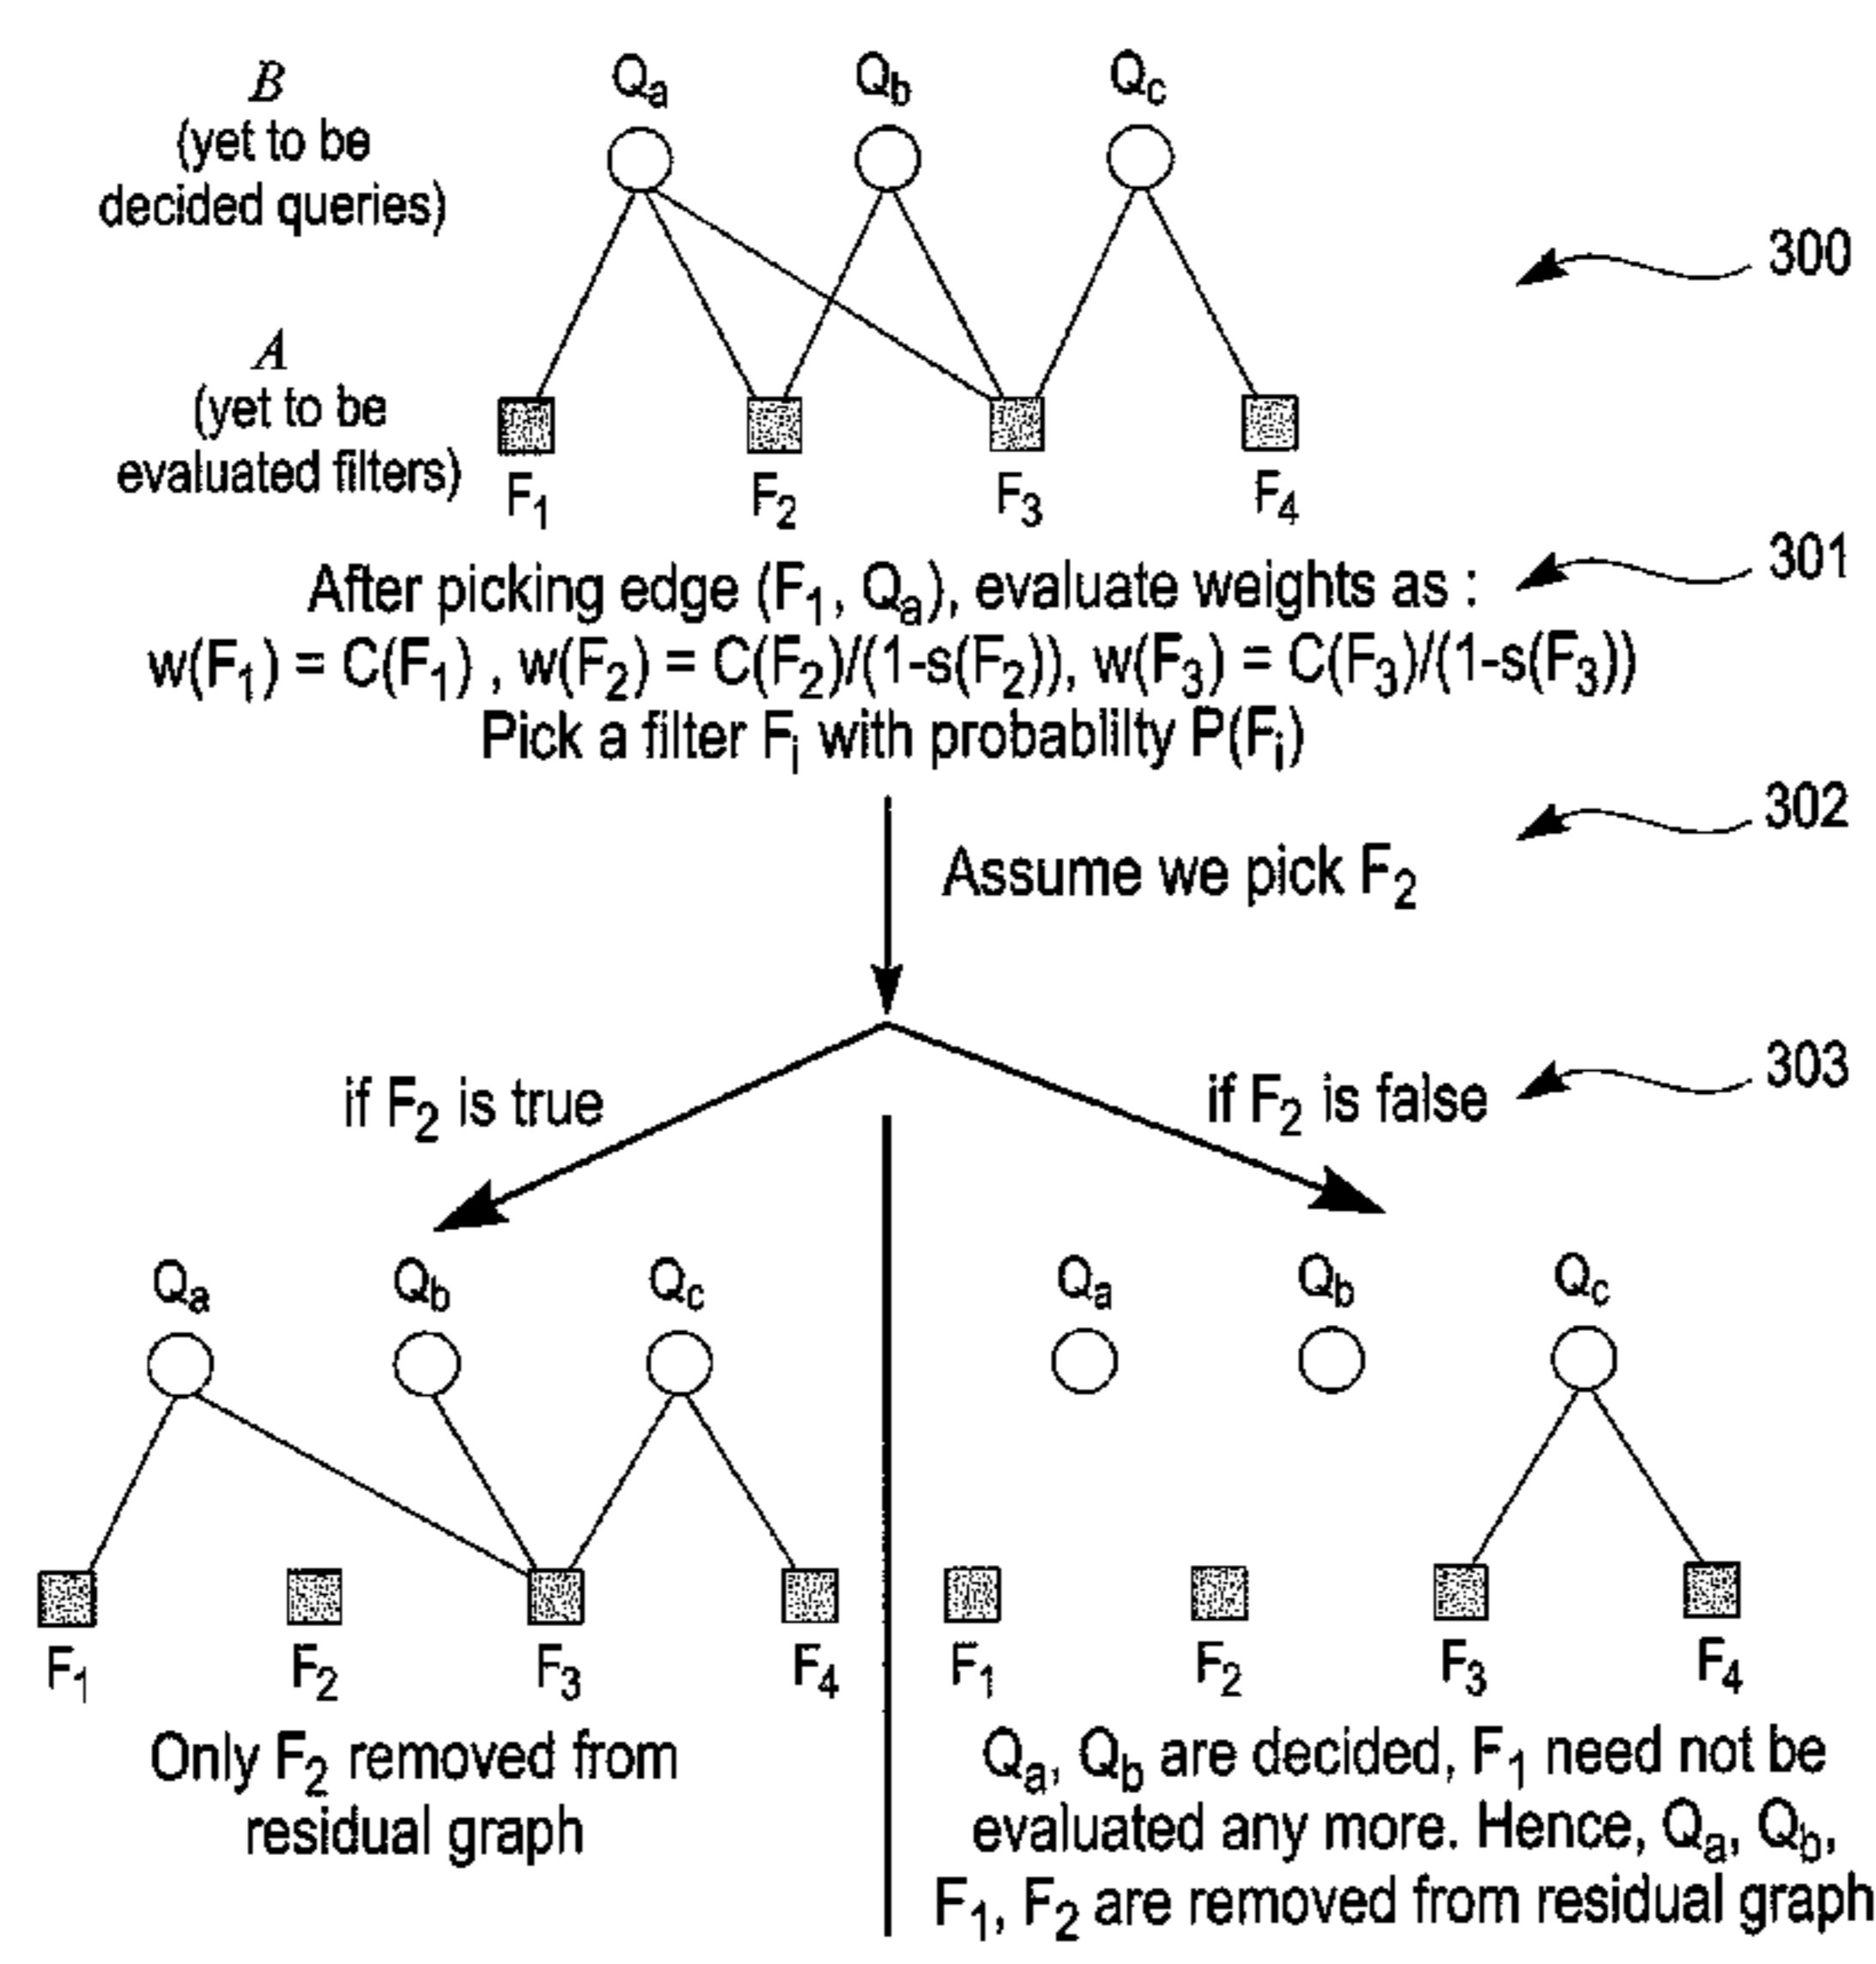 B
(yet to be
decided queries)
Qa Qb Qc
300
A
(yet to be
evaluated filters)
F1 F2 F3 F4
301
After picking edge (F1, Qa), evaluate weights as :
w(F1) = C(F1) , w(F2) = C(F2)/(1-s(F2)), w(F3) = C(F3)/(1-s(F3))
Pick a filter Fi with probablilty P(Fi)
302
Assume we pick F2
303
if F2 is true
if F2 is false
Qa Qb Qc
F1 F2 F3 F4
Only F2 removed from
residual graph
Qa Qb Qc
F1 F2 F3 F4
Qa, Qb are decided, F1 need not be
evaluated any more. Hence, Qa, Qb,
F1, F2 are removed from residual graph